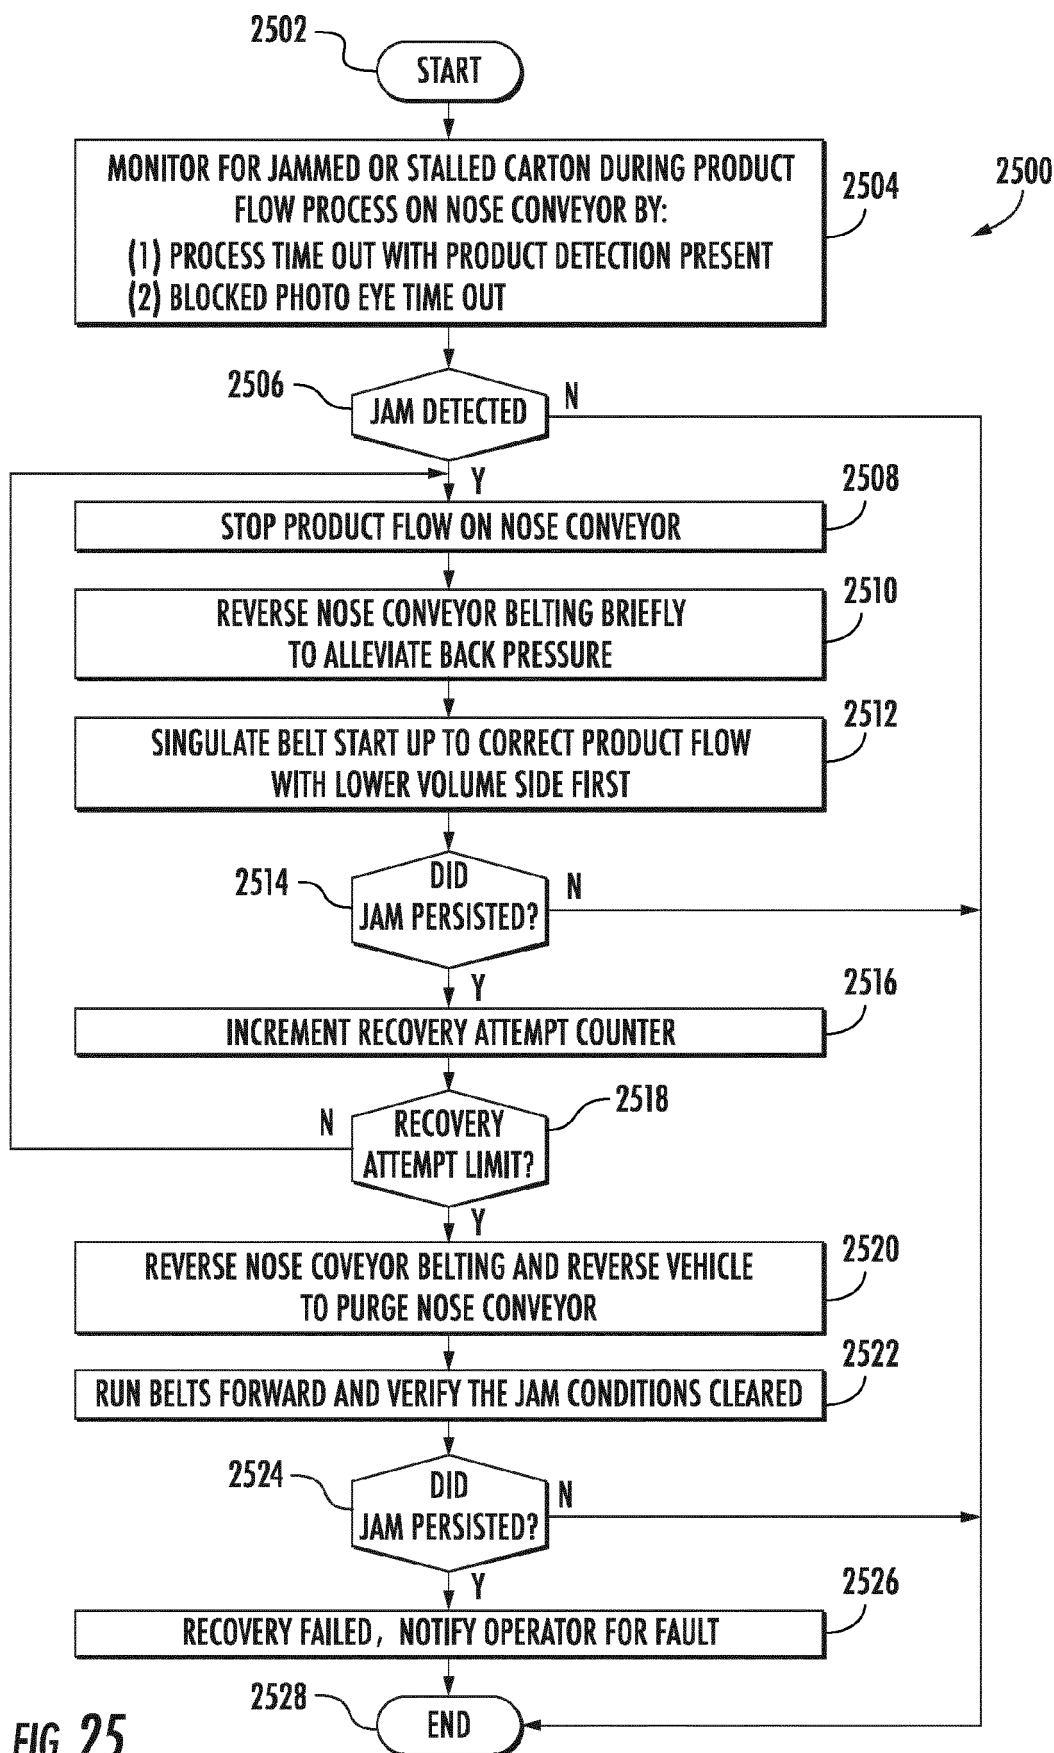 2502
START
MONITOR FOR JAMMED OR STALLED CARTON DURING PRODUCT
FLOW PROCESS ON NOSE CONVEYOR BY:
(1) PROCESS TIME OUT WITH PRODUCT DETECTION PRESENT
(2) BLOCKED PHOTO EYE TIME OUT
2504
2500
2506
JAM DETECTED
N
Y
2508
STOP PRODUCT FLOW ON NOSE CONVEYOR
2510
REVERSE NOSE CONVEYOR BELTING BRIEFLY
TO ALLEVIATE BACK PRESSURE
2512
SINGULATE BELT START UP TO CORRECT PRODUCT FLOW
WITH LOWER VOLUME SIDE FIRST
2514
DID
JAM PERSISTED?
N
Y
2516
INCREMENT RECOVERY ATTEMPT COUNTER
2518
N
RECOVERY
ATTEMPT LIMIT?
Y
2520
REVERSE NOSE COVEYOR BELTING AND REVERSE VEHICLE
TO PURGE NOSE CONVEYOR
2522
RUN BELTS FORWARD AND VERIFY THE JAM CONDITIONS CLEARED
2524
DID
JAM PERSISTED?
N
Y
2526
RECOVERY FAILED, NOTIFY OPERATOR FOR FAULT
2528
END
FIG. 25